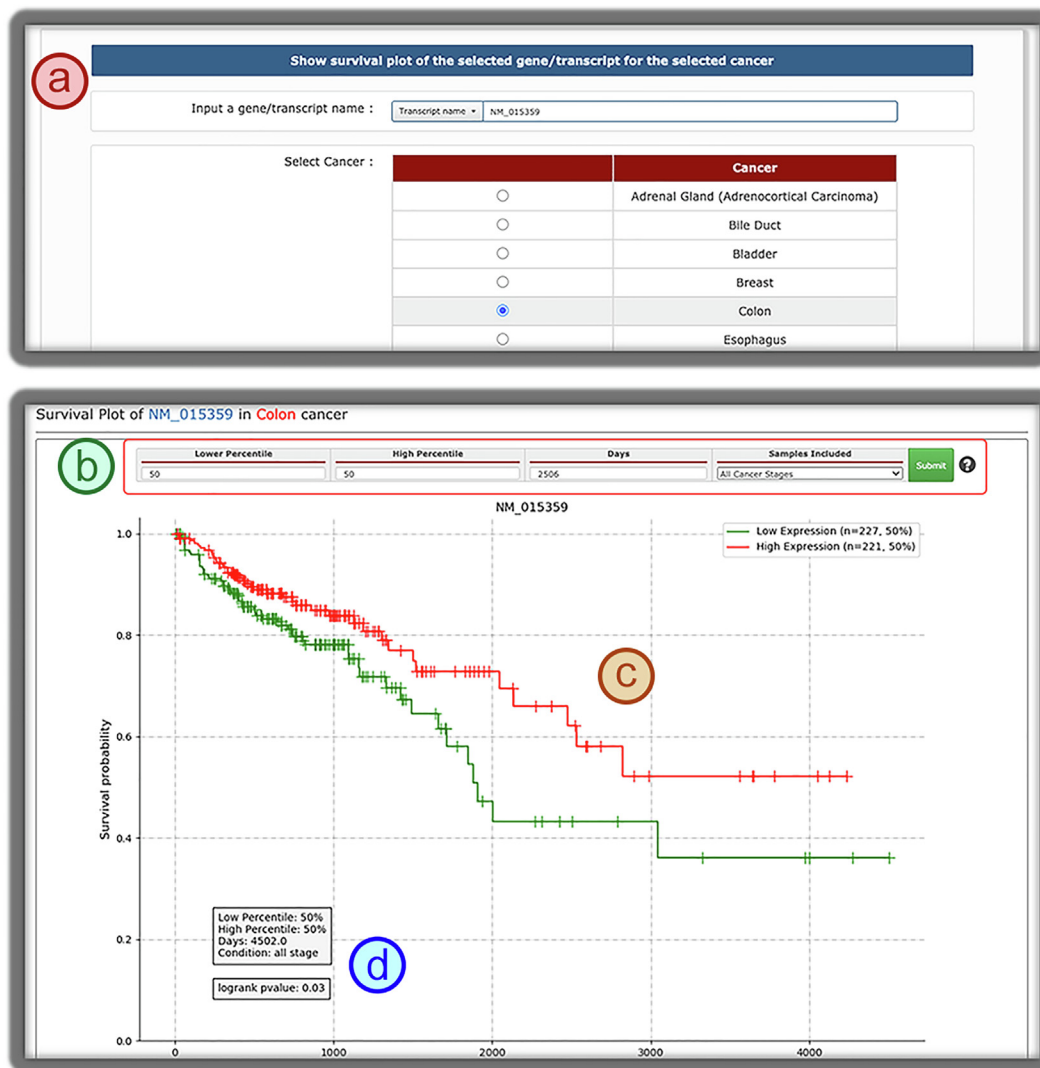 a
Show survival plot of the selected gene/transcript for the selected cancer
Input a gene/transcript name :
Transcript name
NM_015359
Select Cancer :
Cancer
Adrenal Gland (Adrenocortical Carcinoma)
Bile Duct
Bladder
Breast
Colon
Esophagus
Survival Plot of NM_015359 in Colon cancer
b
Lower Percentile High Percentile Days Samples Included
50 50 2506 All Cancer Stages Submit ?
NM_015359
Low Expression (n=227, 50%)
High Expression (n=221, 50%)
c
Survival probability
1.0
0.8
0.6
0.4
0.2
0.0
Low Percentile: 50%
High Percentile: 50%
Days: 4502.0
Condition: all stage
logrank pvalue: 0.03
d
0 1000 2000 3000 4000